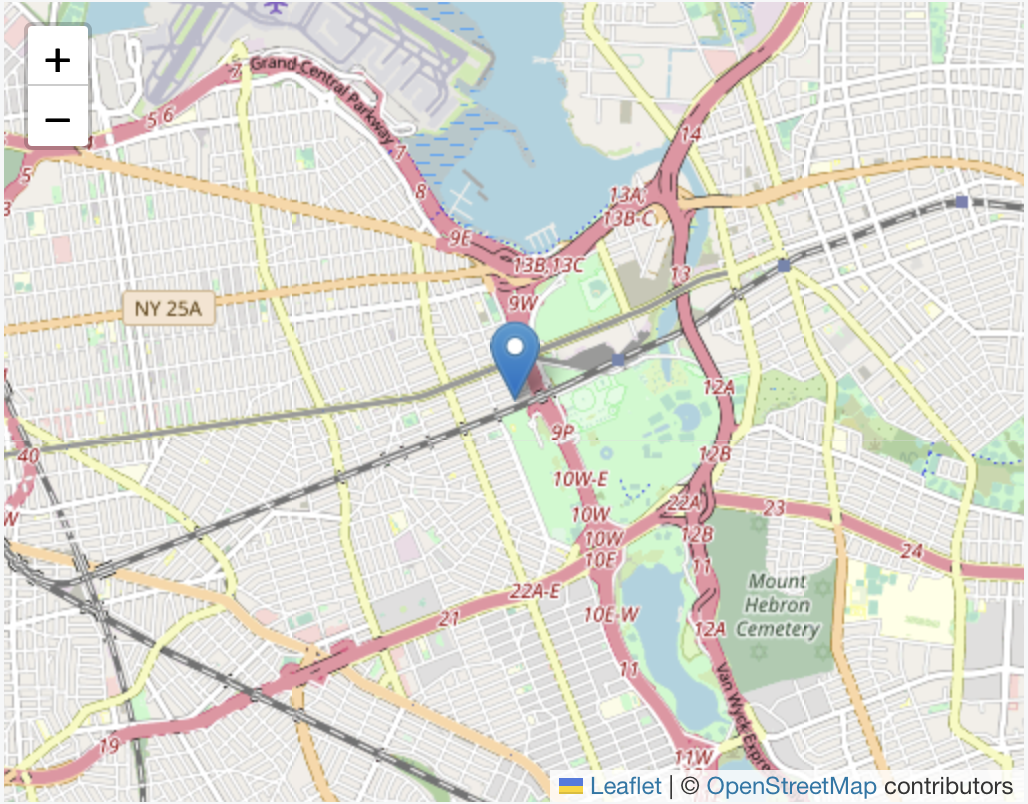 +
−
7
Grand Central Parkway
5 6
5
3
7
8
14
13A;
13B-C
9E
13B,13C
13
NY 25A
9W
12A
9P
40
12B
10W-E
W
22A
23
10W
10W
10E
12B
24
11
22A-E
Mount
Hebron
Cemetery
10E-W
21
12A
11
Van Wyck Expre
19
11W
Leaflet | © OpenStreetMap contributors